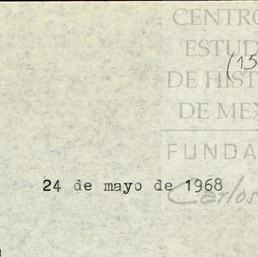 CENTRO
ESTUD
(15
DE HIST
DE MEX
FUNDA
24 de mayo de 1968
Carlos